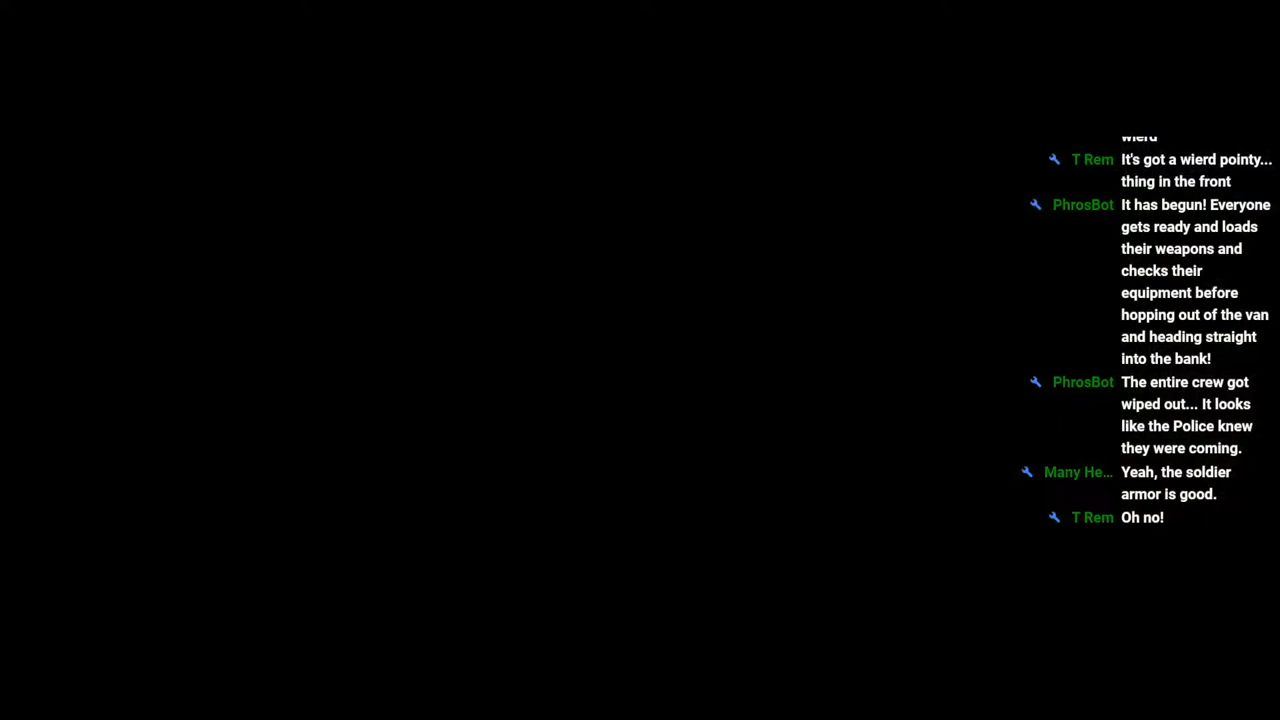 wierd
T Rem It's got a wierd pointy...
thing in the front
PhrosBot It has begun! Everyone
gets ready and loads
their weapons and
checks their
equipment before
hopping out of the van
and heading straight
into the bank!
PhrosBot The entire crew got
wiped out... It looks
like the Police knew
they were coming.
Many He... Yeah, the soldier
armor is good.
T Rem Oh no!